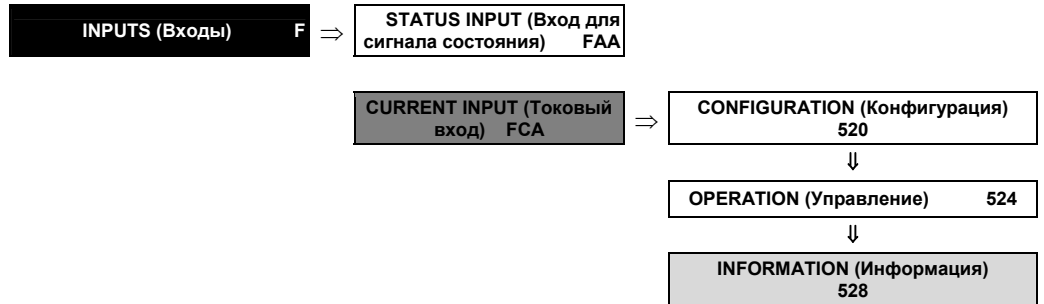 INPUTS (Входы) F ⇒ STATUS INPUT (Вход для
сигнала состояния) FAA
CURRENT INPUT (Токовый
вход) FCA
⇒
CONFIGURATION (Конфигурация)
520
⇓
OPERATION (Управление) 524
⇓
INFORMATION (Информация)
528